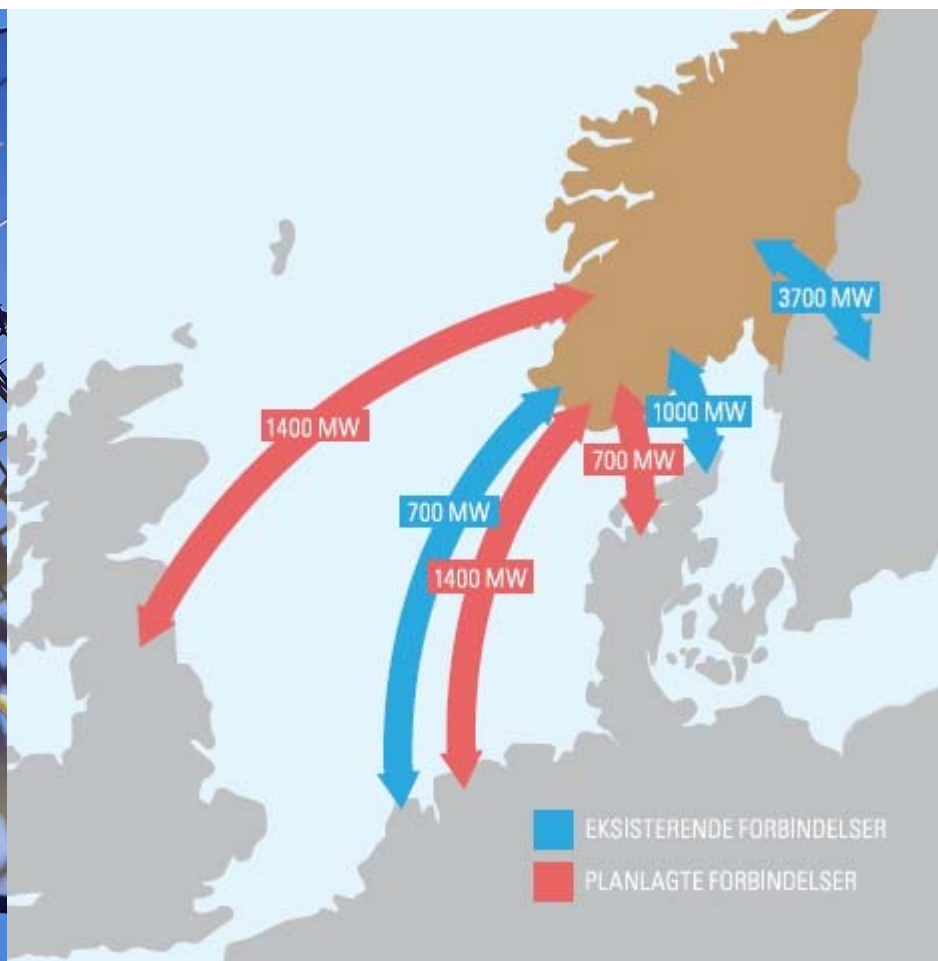 3700 MW
1400 MW
1000 MW
700 MW
700 MW
1400 MW
EKSISTERENDE FORBINDELSER
PLANLAGTE FORBINDELSER